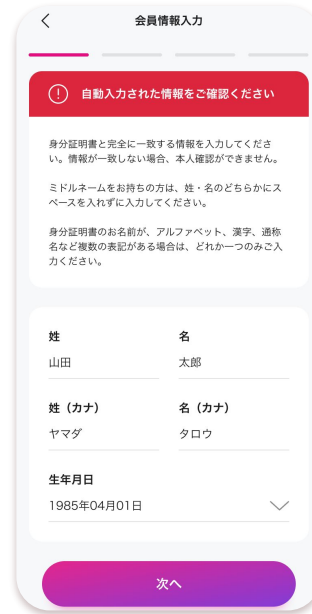 会員情報入力
自動入力された情報をご確認ください
身分証明書と完全に一致する情報を入力してくださ
い。情報が一致しない場合、本人確認ができません。
ミドルネームをお持ちの方は、姓・名のどちらかにス
ペースを入れずに入力してください。
身分証明書のお名前が、アルファベット、漢字、通称
名など複数の表記がある場合は、どれか一つのみご入
力ください。
姓 名
山田 太郎
姓（カナ） 名（カナ）
ヤマダ タロウ
生年月日
1985年04月01日
次へ